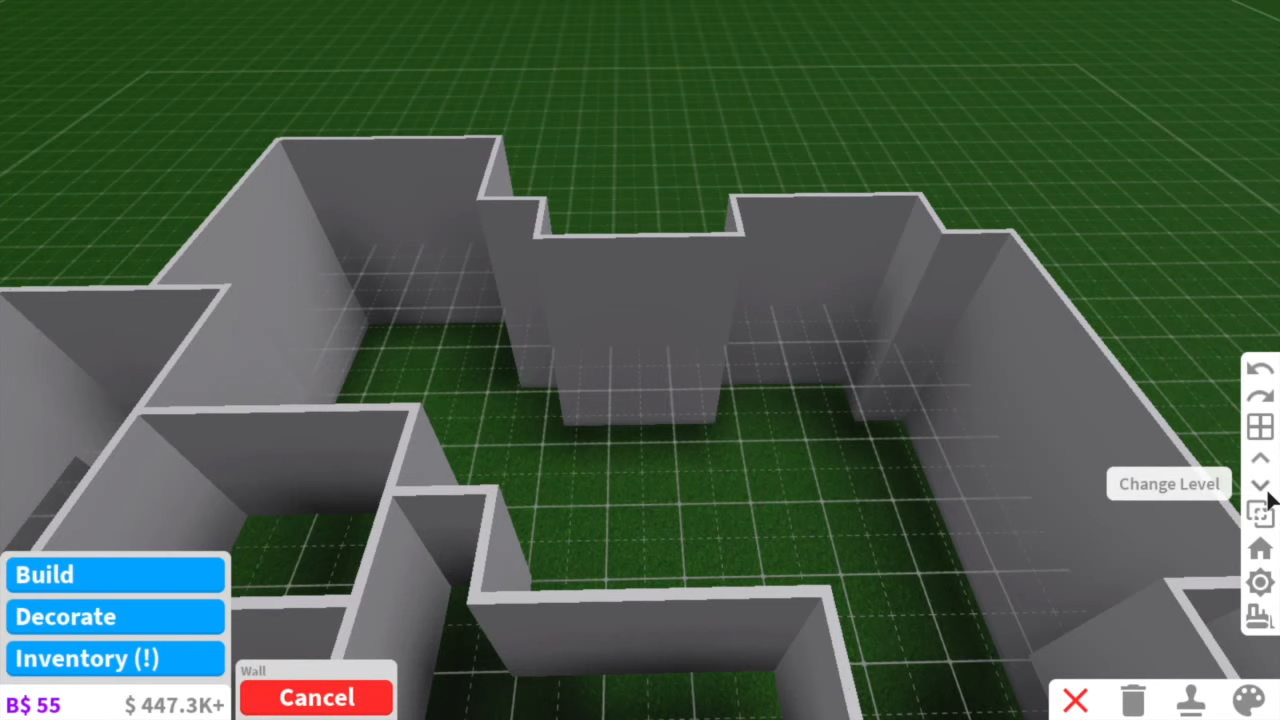 Change Level
Build
Decorate
Inventory (!)
B$ 55 $ 447.3K+
Wall
Cancel